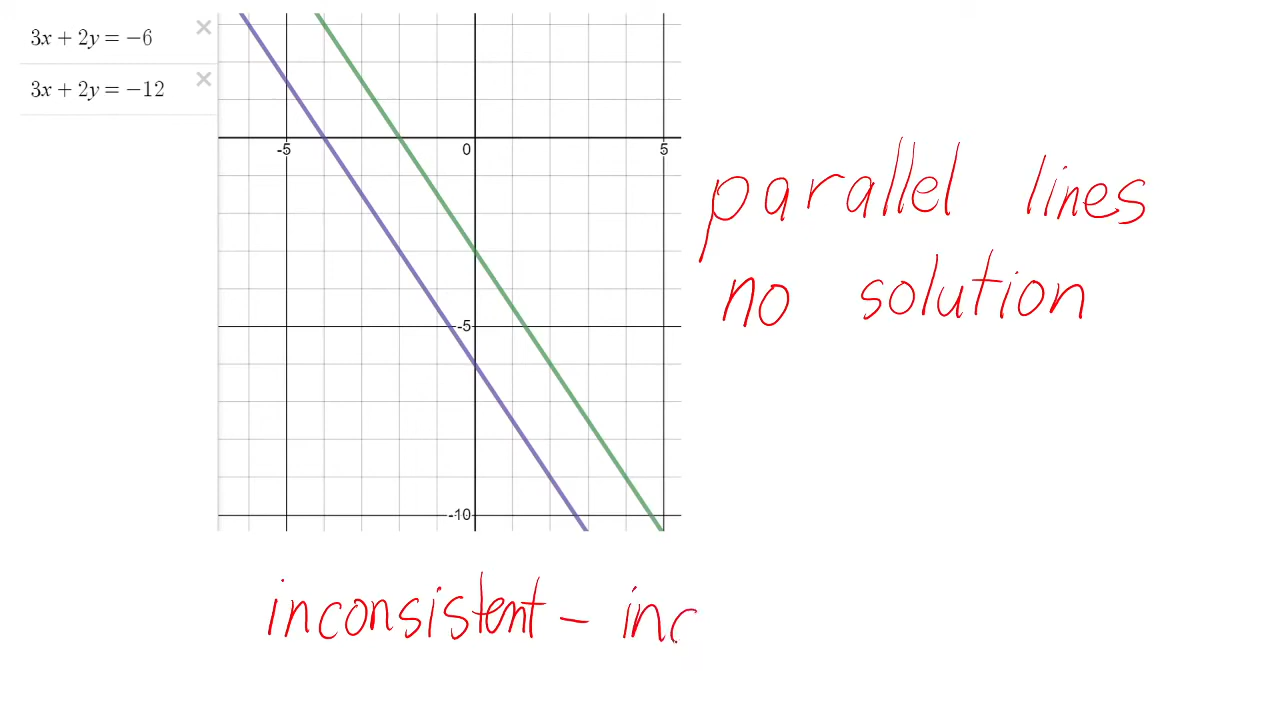 3x + 2y = −6
3x + 2y = −12
-5 0 5
-5
-10
parallel lines
no solution
inconsistent – inc